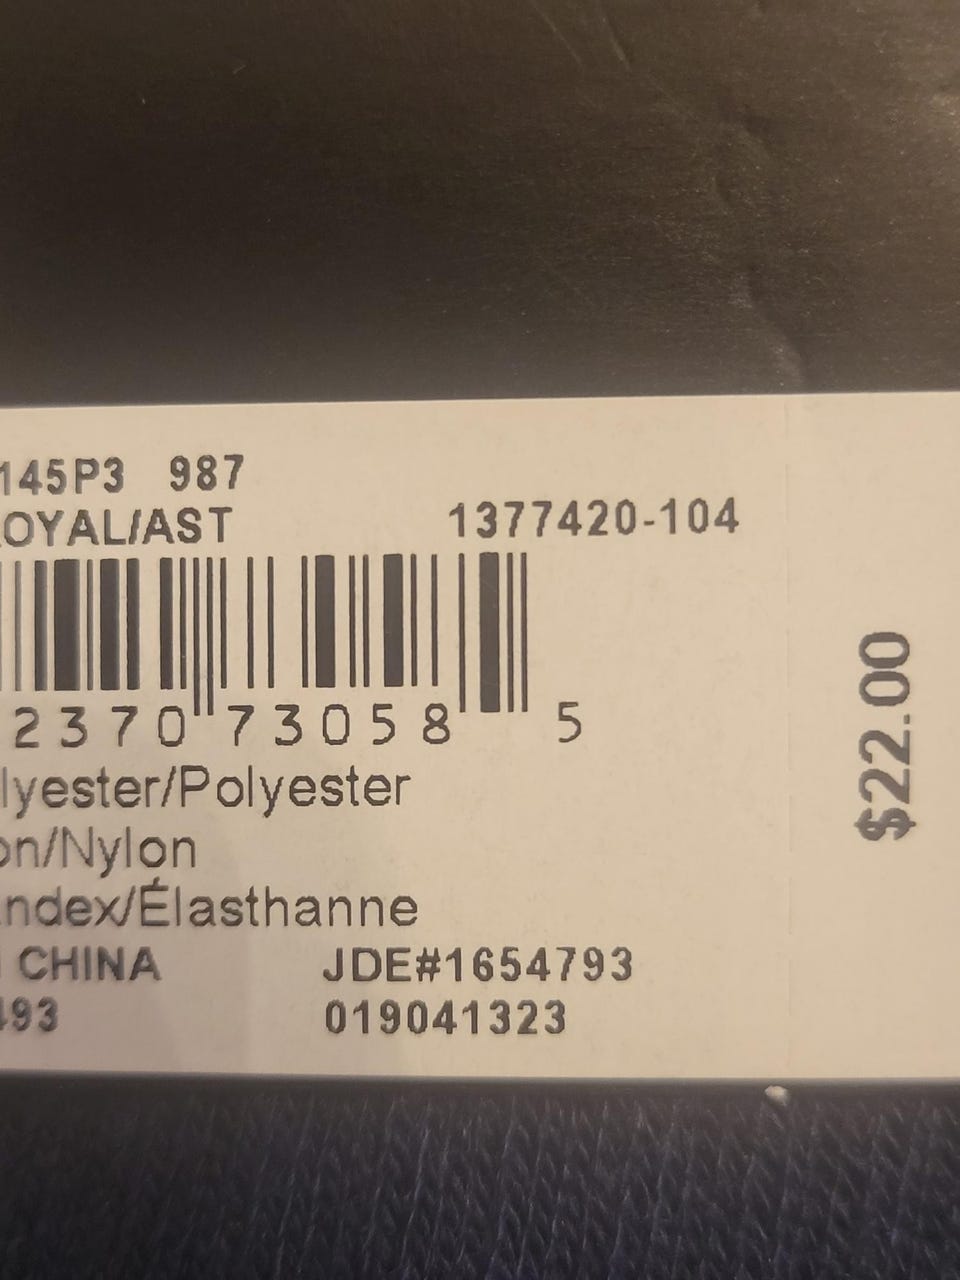 145P3 987
OYAL/AST 1377420-104
2370 73058 5
lyester/Polyester
on/Nylon
ndex/Élasthanne
CHINA JDE#1654793
493 019041323
$22.00